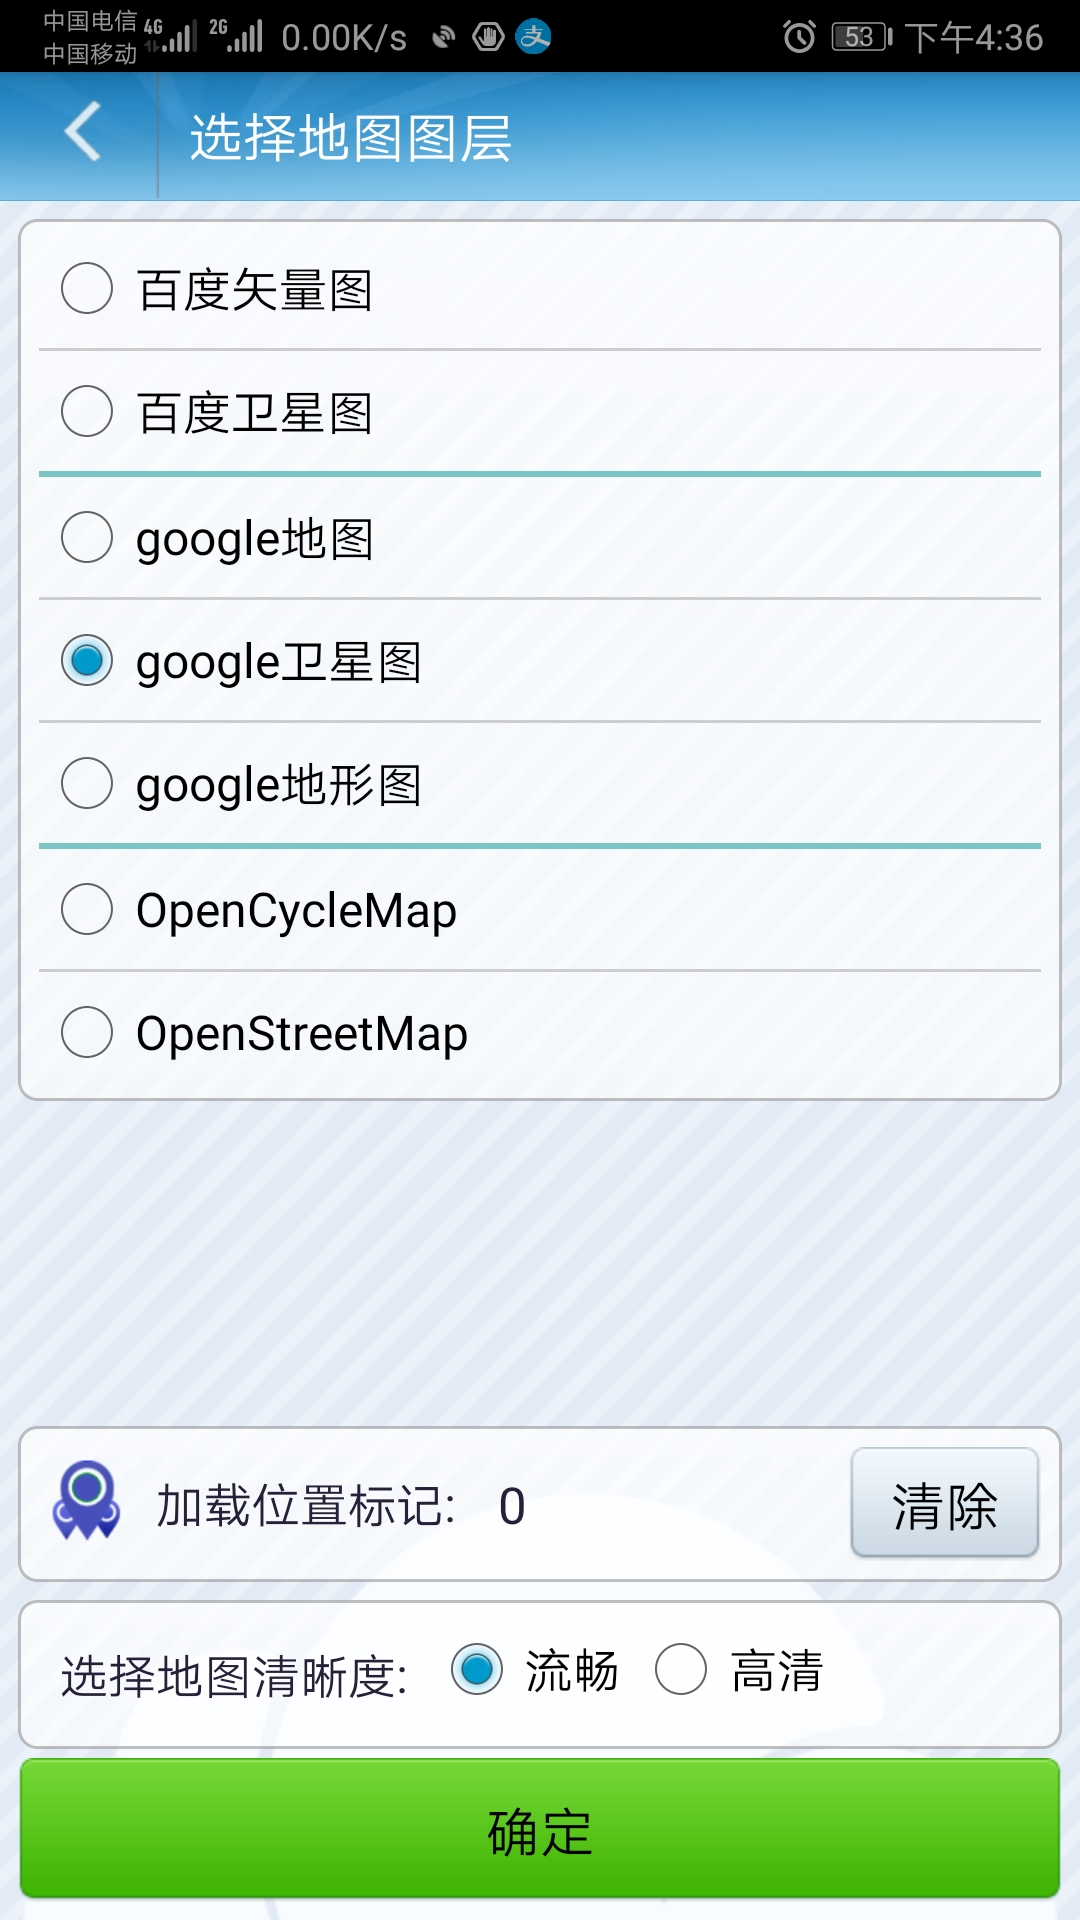 中国电信 4G 2G 0.00K/s 53 下午4:36
中国移动
选择地图图层
百度矢量图
百度卫星图
google地图
google卫星图
google地形图
OpenCycleMap
OpenStreetMap
加载位置标记: 0 清除
选择地图清晰度: 流畅 高清
确定